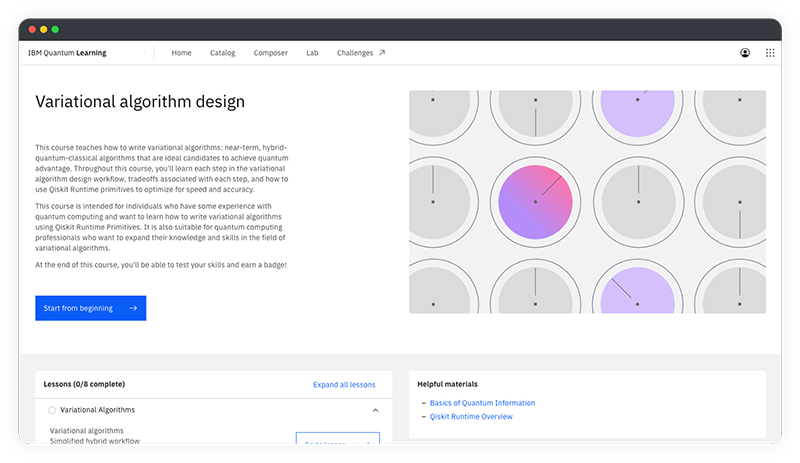 IBM Quantum Learning
Home
Catalog
Composer
Lab
Challenges
Variational algorithm design
This course teaches how to write variational algorithms: near-term, hybrid-
quantum-classical algorithms that are ideal candidates to achieve quantum
advantage. Throughout this course, you'll learn each step in the variational
algorithm design workflow, tradeoffs associated with each step, and how to
use Qiskit Runtime primitives to optimize for speed and accuracy.
This course is intended for individuals who have some experience with
quantum computing and want to learn how to write variational algorithms
using Qiskit Runtime Primitives. It is also suitable for quantum computing
professionals who want to expand their knowledge and skills in the field of
variational algorithms.
At the end of this course, you'll be able to test your skills and earn a badge!
Start from beginning
Lessons (0/8 complete)
Expand all lessons
Variational Algorithms
Variational algorithms
Simplified hybrid workflow
Helpful materials
– Basics of Quantum Information
– Qiskit Runtime Overview